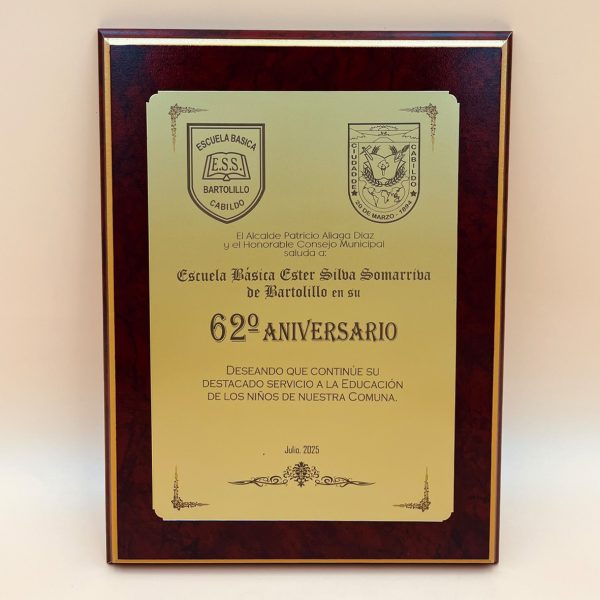 ESCUELA BASICA
E.S.S.
BARTOLILLO
CABILDO
CIUDAD DE CABILDO
20 DE MARZO - 1894
El Alcalde Patricio Aliaga Diaz
y el Honorable Consejo Municipal
saluda a:
Escuela Básica Ester Silva Somarriva
de Bartolillo en su
62º ANIVERSARIO
DESEANDO QUE CONTINÚE SU
DESTACADO SERVICIO A LA EDUCACIÓN
DE LOS NIÑOS DE NUESTRA COMUNA.
Julio, 2025